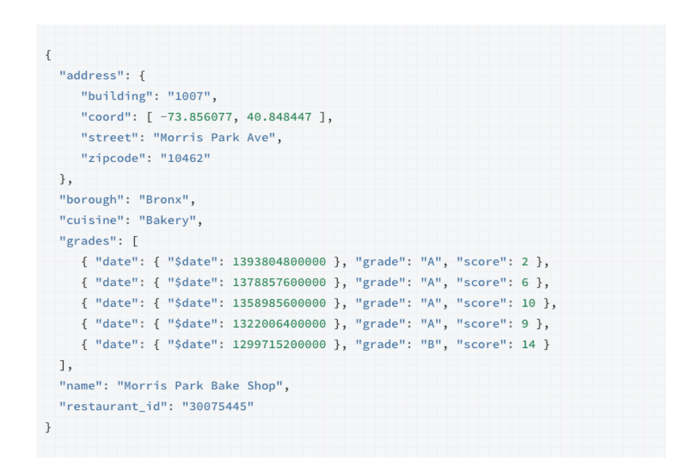 {
"address": {
"building": "1007",
"coord": [ -73.856077, 40.848447 ],
"street": "Morris Park Ave",
"zipcode": "10462"
},
"borough": "Bronx",
"cuisine": "Bakery",
"grades": [
{ "date": { "$date": 1393804800000 }, "grade": "A", "score": 2 },
{ "date": { "$date": 1378857600000 }, "grade": "A", "score": 6 },
{ "date": { "$date": 1358985600000 }, "grade": "A", "score": 10 },
{ "date": { "$date": 1322006400000 }, "grade": "A", "score": 9 },
{ "date": { "$date": 1299715200000 }, "grade": "B", "score": 14 }
],
"name": "Morris Park Bake Shop",
"restaurant_id": "30075445"
}